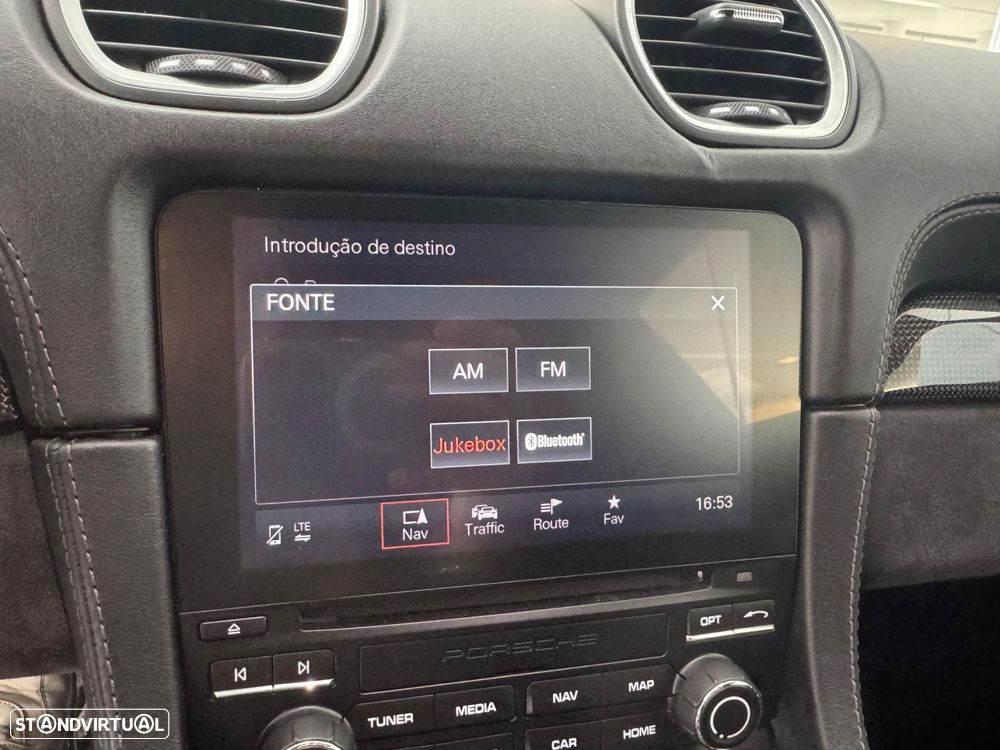 Introdução de destino
FONTE
AM FM
Jukebox Bluetooth
LTE Nav Traffic Route Fav 16:53
OPT
PORSCHE
TUNER MEDIA NAV MAP
CAR HOME
STANDVIRTUAL